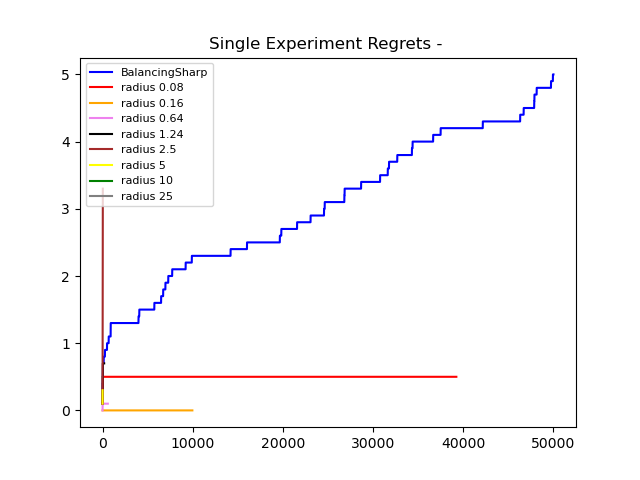 Single Experiment Regrets -
BalancingSharp
radius 0.08
radius 0.16
radius 0.64
radius 1.24
radius 2.5
radius 5
radius 10
radius 25
5
4
3
2
1
0
0 10000 20000 30000 40000 50000